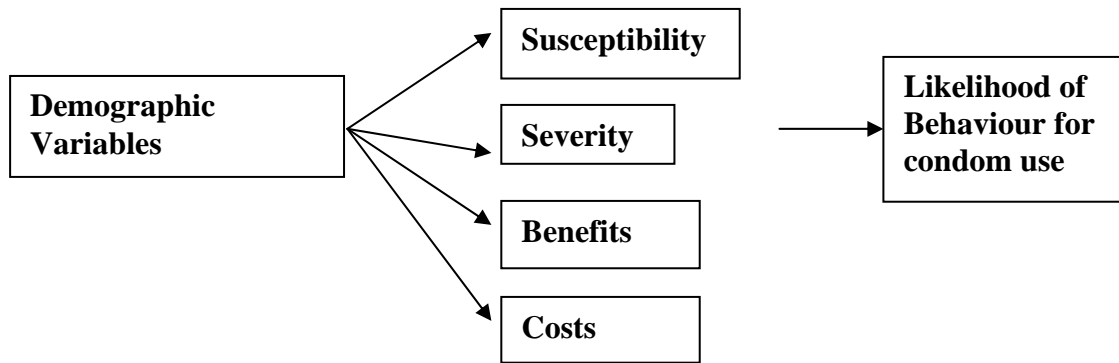 Demographic
Variables
Susceptibility
Severity
Benefits
Costs
Likelihood of
Behaviour for
condom use